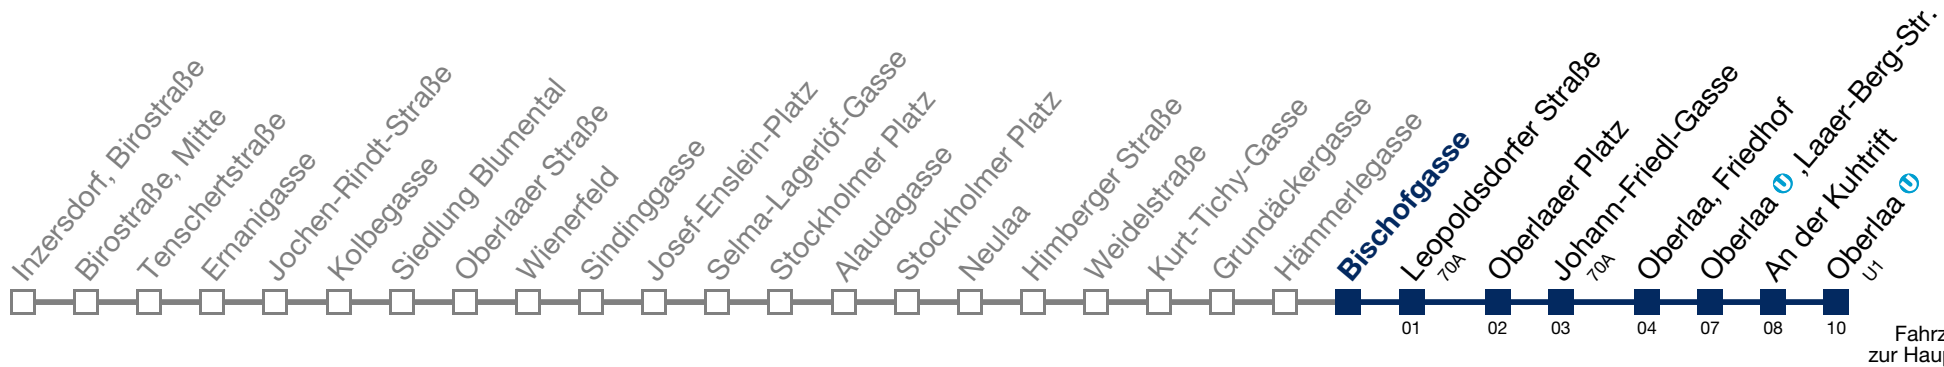 Inzersdorf, Birostraße
Birostraße, Mitte
Tenschertstraße
Ernanigasse
Jochen-Rindt-Straße
Kolbegasse
Siedlung Blumental
Oberlaaer Straße
Wienerfeld
Sindinggasse
Josef-Enslein-Platz
Selma-Lagerlöf-Gasse
Stockholmer Platz
Alaudagasse
Stockholmer Platz
Neulaa
Himberger Straße
Weidelstraße
Kurt-Tichy-Gasse
Grundäckergasse
Hämmerlegasse
Bischofgasse
Leopoldsdorfer Straße
70A
Oberlaaer Platz
Johann-Friedl-Gasse
70A
Oberlaa, Friedhof
Oberlaa U ,Laaer-Berg-Str.
An der Kuhtrift
Oberlaa U
U1
01 02 03 04 07 08 10
Fahrz
zur Haup